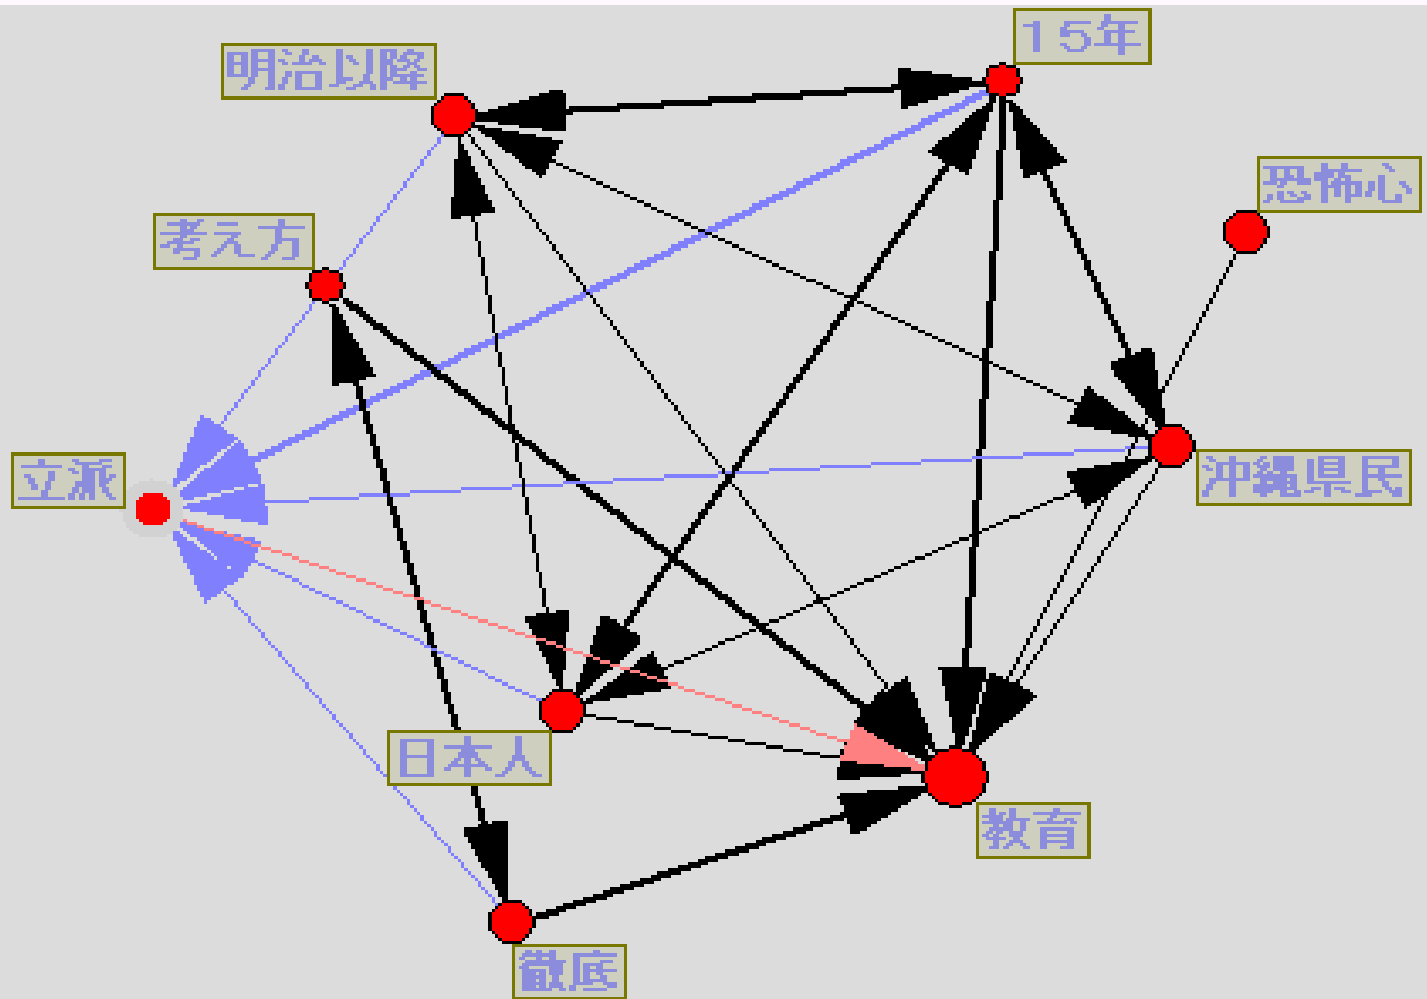 １５年
明治以降
恐怖心
考え方
立派
沖縄県民
日本人
教育
徹底